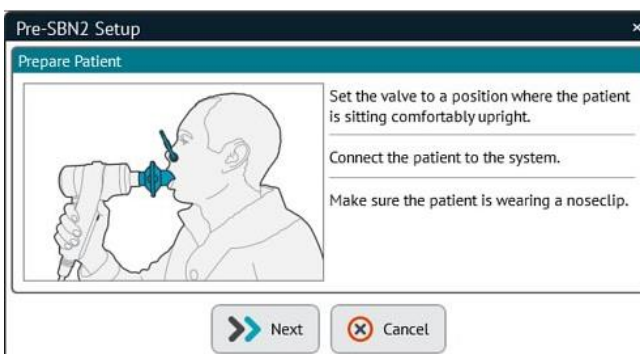 Pre-SBN2 Setup
Prepare Patient
Set the valve to a position where the patient
is sitting comfortably upright.
Connect the patient to the system.
Make sure the patient is wearing a noseclip.
Next
Cancel